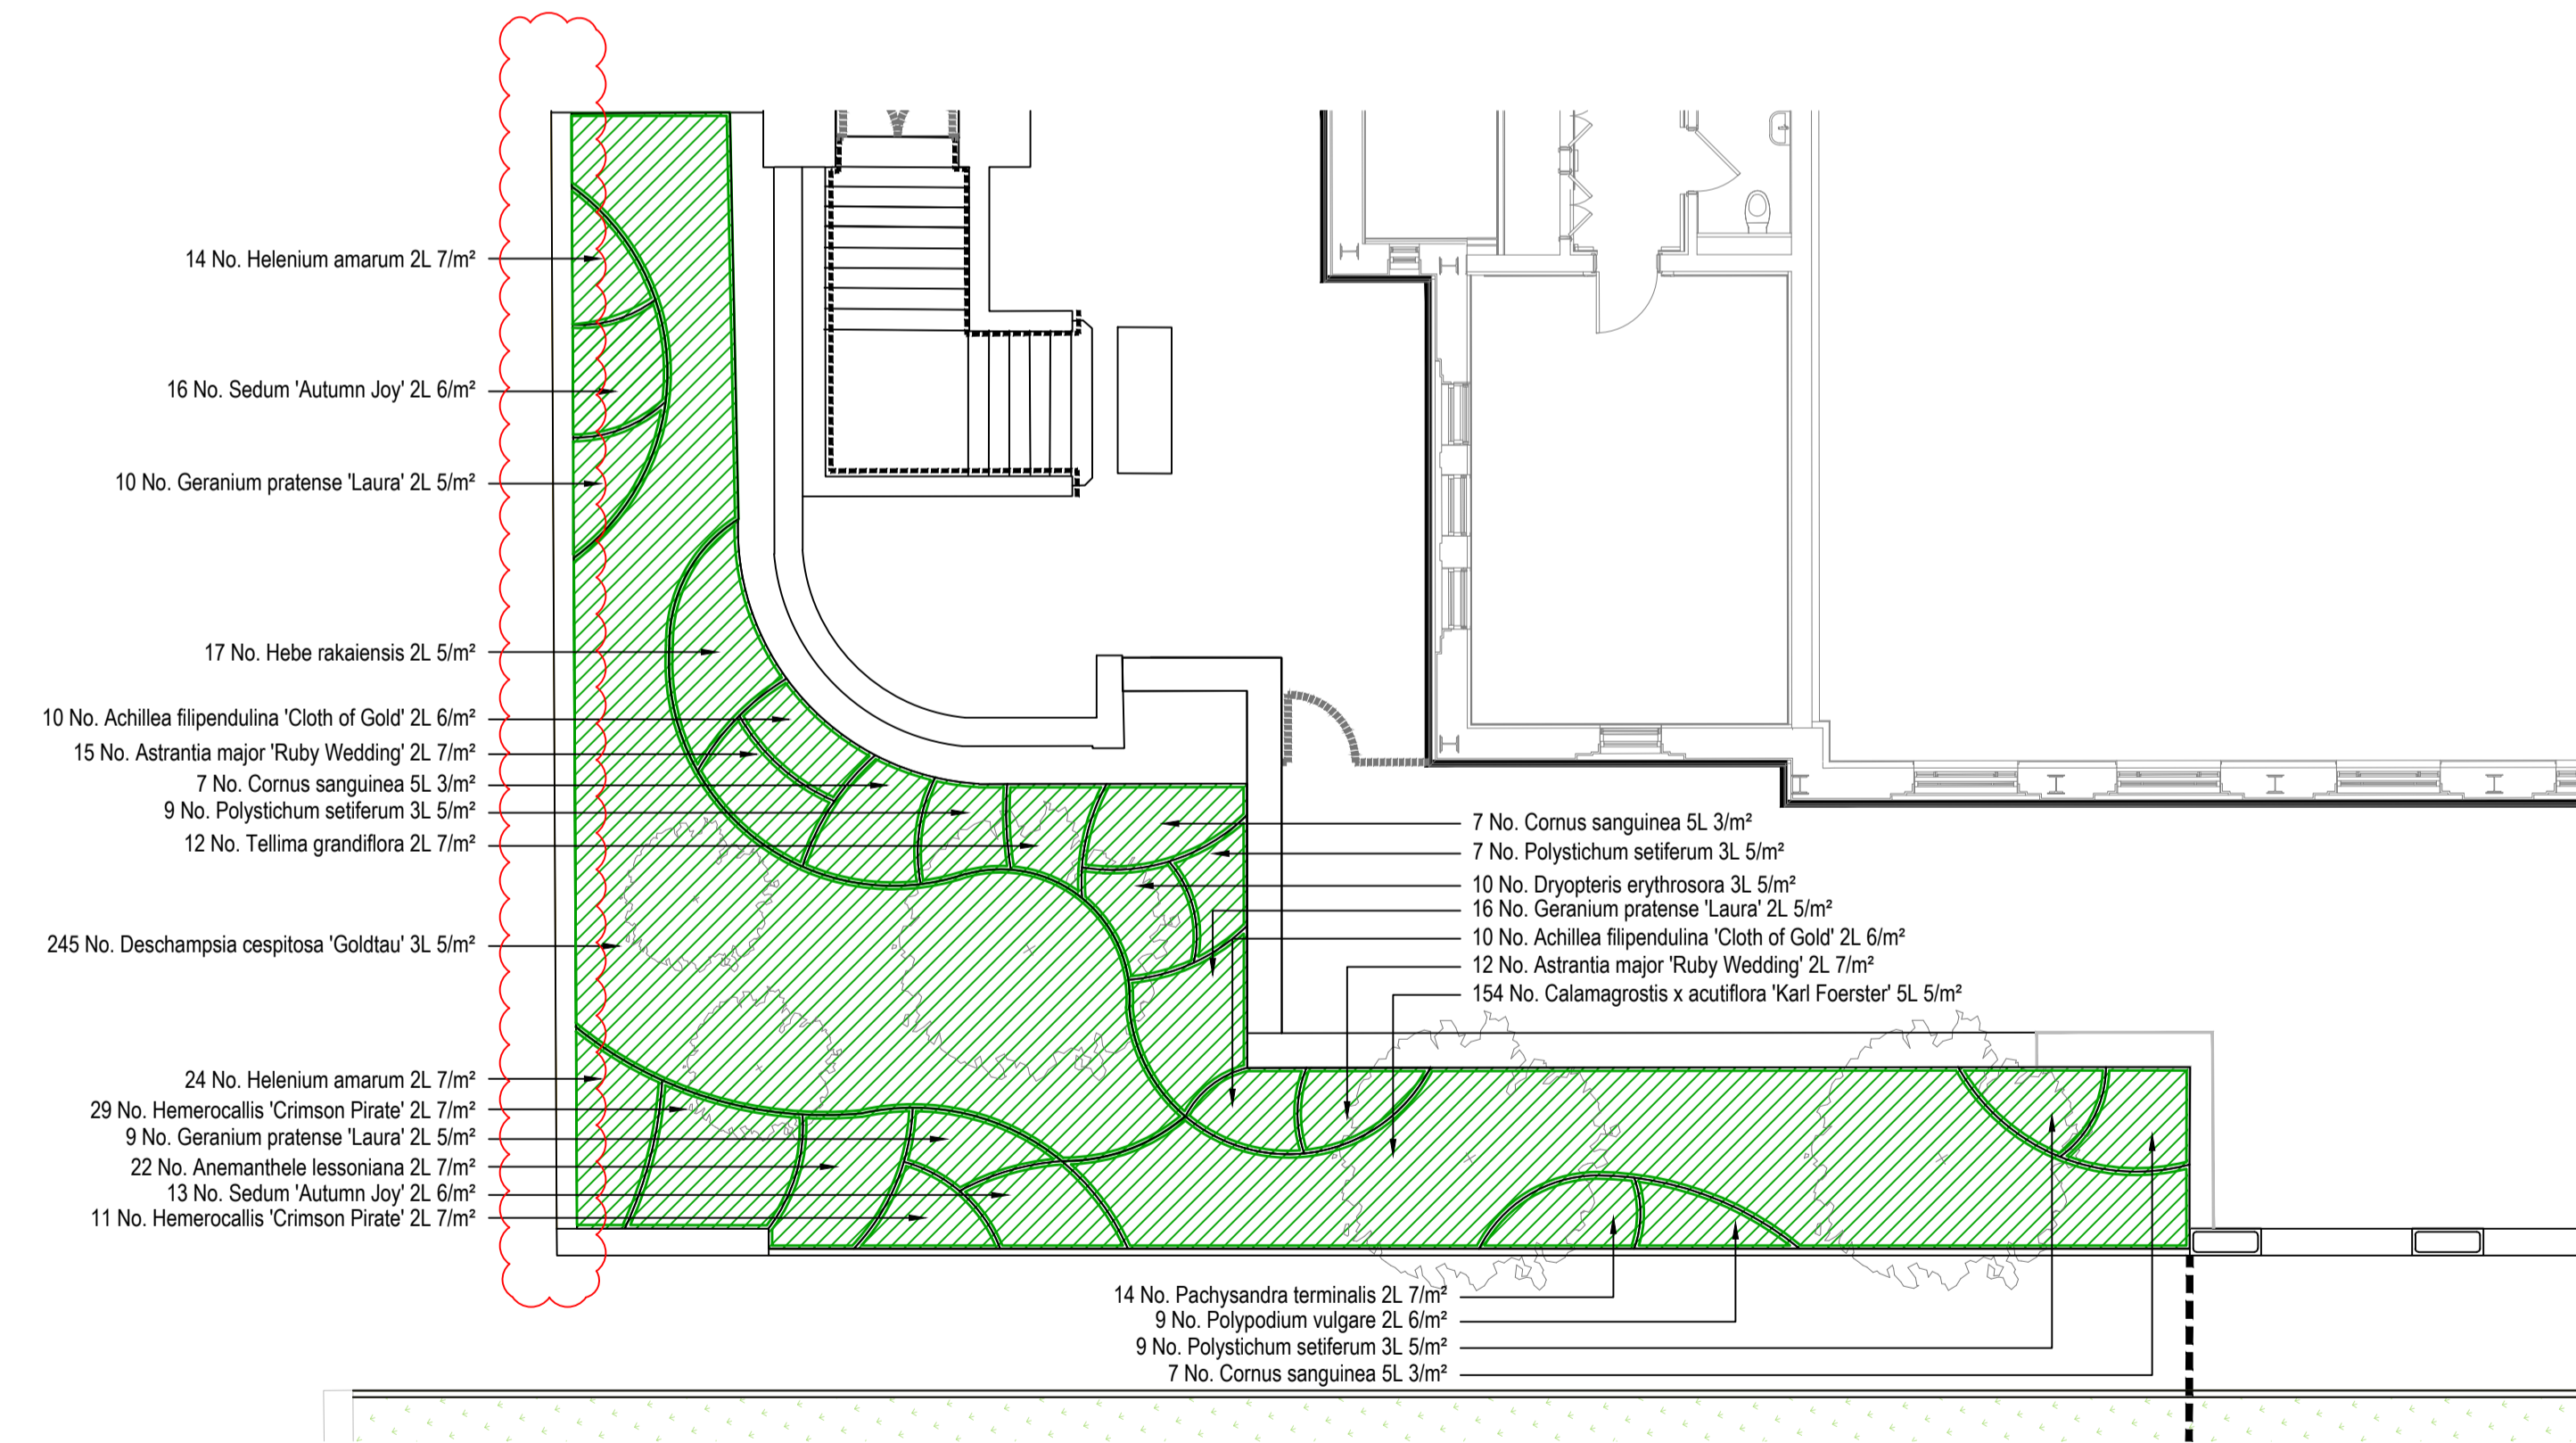 14 No. Helenium amarum 2L 7/m²
16 No. Sedum 'Autumn Joy' 2L 6/m²
10 No. Geranium pratense 'Laura' 2L 5/m²
17 No. Hebe rakaiensis 2L 5/m²
10 No. Achillea filipendulina 'Cloth of Gold' 2L 6/m²
15 No. Astrantia major 'Ruby Wedding' 2L 7/m²
7 No. Cornus sanguinea 5L 3/m²
9 No. Polystichum setiferum 3L 5/m²
12 No. Tellima grandiflora 2L 7/m²
245 No. Deschampsia cespitosa 'Goldtau' 3L 5/m²
24 No. Helenium amarum 2L 7/m²
29 No. Hemerocallis 'Crimson Pirate' 2L 7/m²
9 No. Geranium pratense 'Laura' 2L 5/m²
22 No. Anemanthele lessoniana 2L 7/m²
13 No. Sedum 'Autumn Joy' 2L 6/m²
11 No. Hemerocallis 'Crimson Pirate' 2L 7/m²
7 No. Cornus sanguinea 5L 3/m²
7 No. Polystichum setiferum 3L 5/m²
10 No. Dryopteris erythrosora 3L 5/m²
16 No. Geranium pratense 'Laura' 2L 5/m²
10 No. Achillea filipendulina 'Cloth of Gold' 2L 6/m²
12 No. Astrantia major 'Ruby Wedding' 2L 7/m²
154 No. Calamagrostis x acutiflora 'Karl Foerster' 5L 5/m²
14 No. Pachysandra terminalis 2L 7/m²
9 No. Polypodium vulgare 2L 6/m²
9 No. Polystichum setiferum 3L 5/m²
7 No. Cornus sanguinea 5L 3/m²